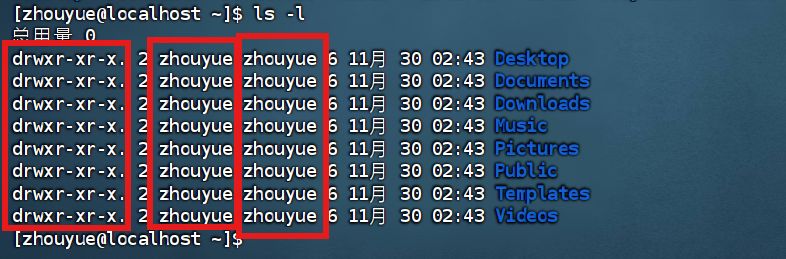 [zhouyue@localhost ~]$ ls -l
总用量 0
drwxr-xr-x. 2 zhouyue zhouyue 6 11月 30 02:43 Desktop
drwxr-xr-x. 2 zhouyue zhouyue 6 11月 30 02:43 Documents
drwxr-xr-x. 2 zhouyue zhouyue 6 11月 30 02:43 Downloads
drwxr-xr-x. 2 zhouyue zhouyue 6 11月 30 02:43 Music
drwxr-xr-x. 2 zhouyue zhouyue 6 11月 30 02:43 Pictures
drwxr-xr-x. 2 zhouyue zhouyue 6 11月 30 02:43 Public
drwxr-xr-x. 2 zhouyue zhouyue 6 11月 30 02:43 Templates
drwxr-xr-x. 2 zhouyue zhouyue 6 11月 30 02:43 Videos
[zhouyue@localhost ~]$